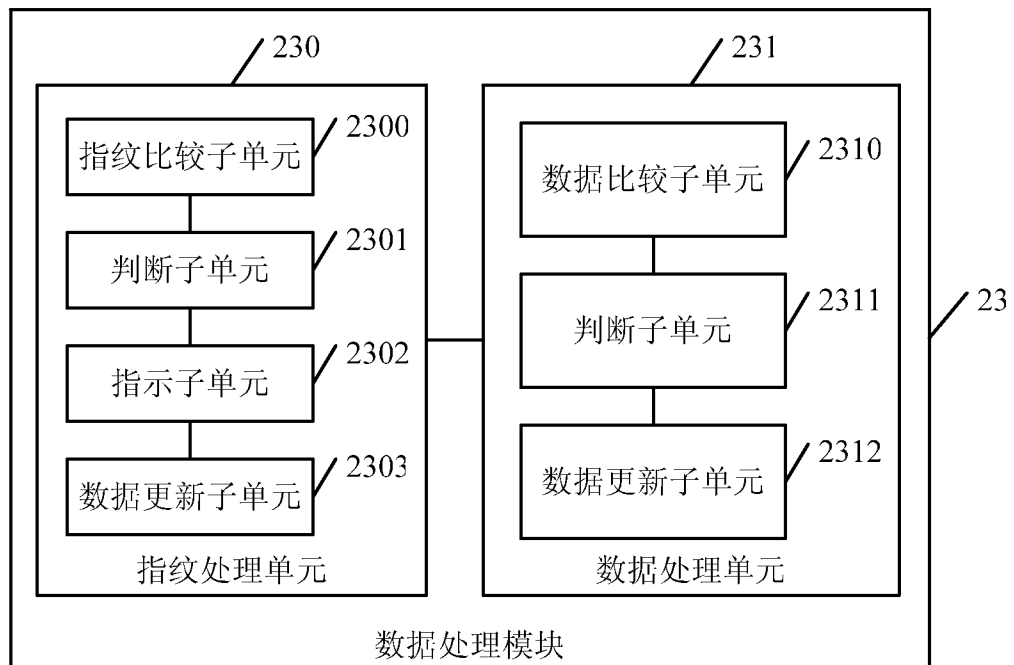 230
231
2300
指纹比较子单元
2310
数据比较子单元
2301
判断子单元
2311
判断子单元
23
2302
指示子单元
2303
数据更新子单元
2312
数据更新子单元
指纹处理单元
数据处理单元
数据处理模块